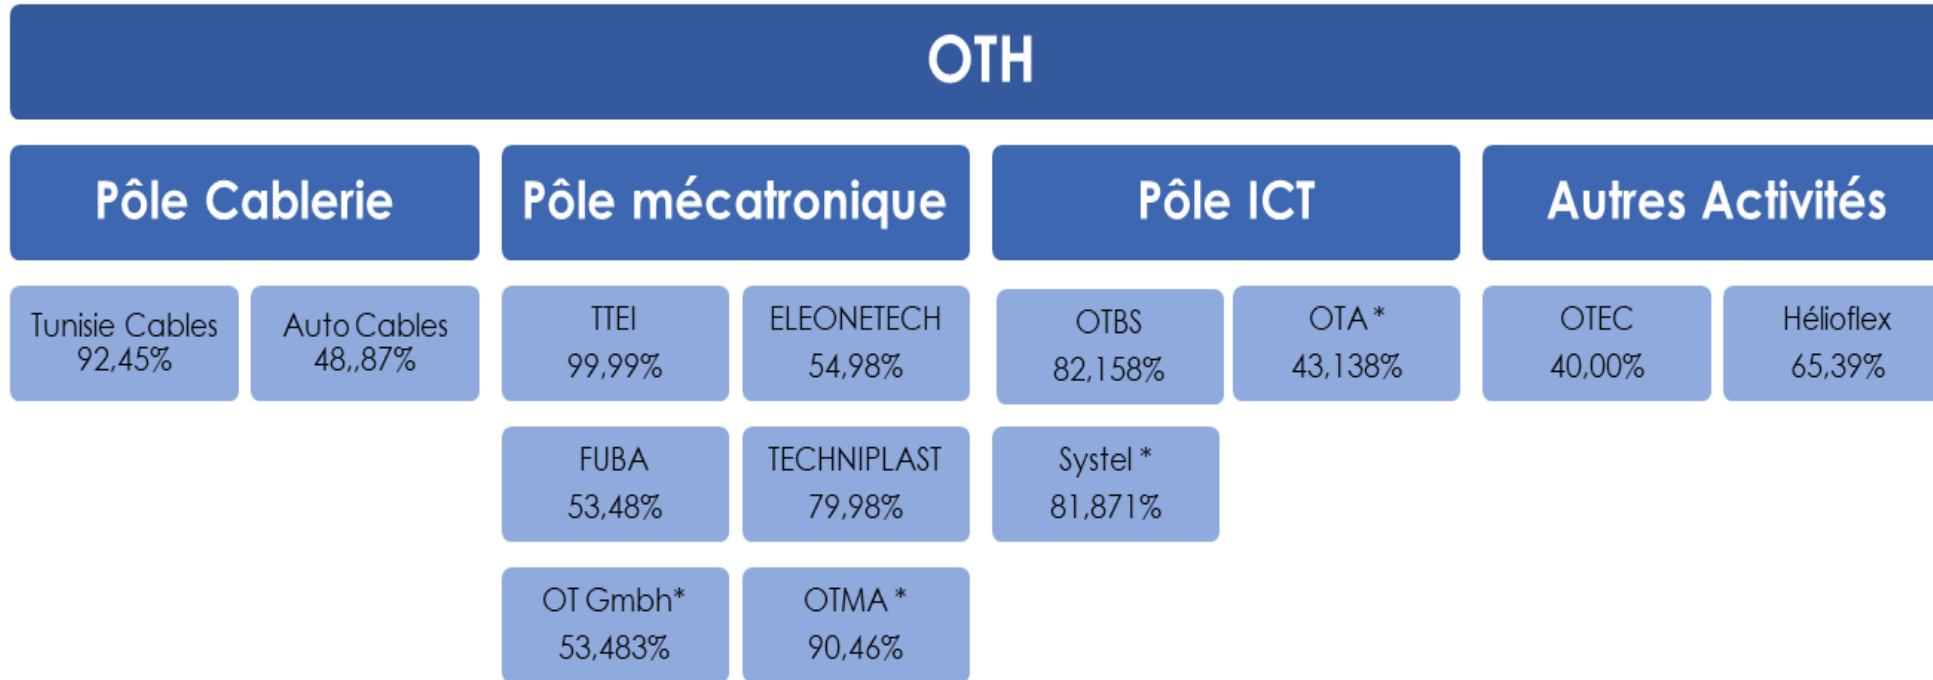 OTH
Pôle Cablerie
Pôle mécatronique
Pôle ICT
Autres Activités
Tunisie Cables
92,45%
Auto Cables
48,,87%
TTEI
99,99%
ELEONETECH
54,98%
OTBS
82,158%
OTA *
43,138%
OTEC
40,00%
Hélioflex
65,39%
FUBA
53,48%
TECHNIPLAST
79,98%
Systel *
81,871%
OT Gmbh*
53,483%
OTMA *
90,46%